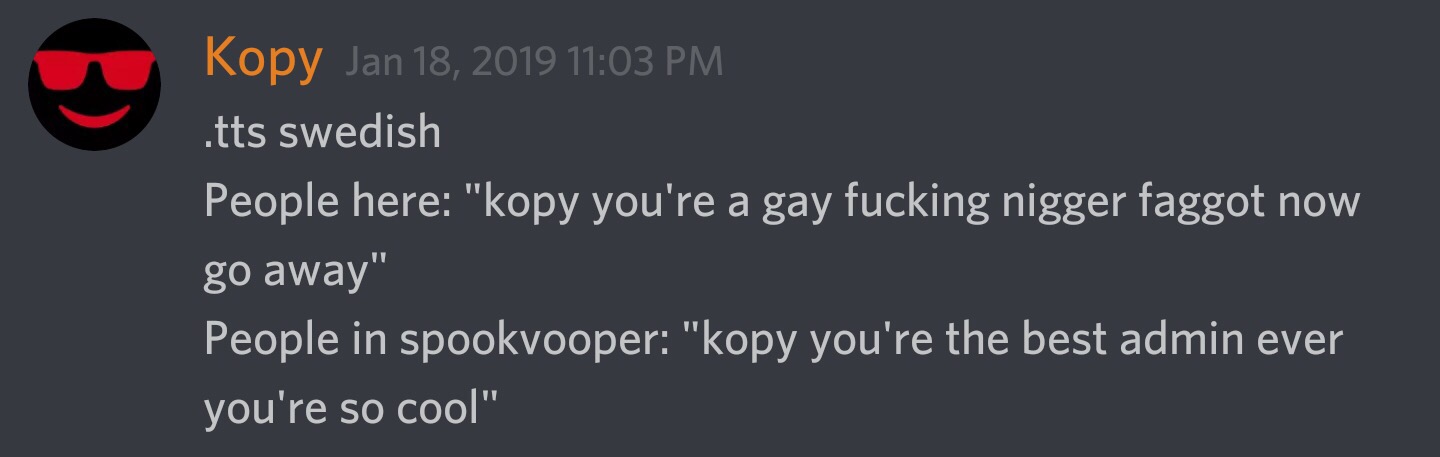 Kopy Jan 18, 2019 11:03 PM
.tts swedish
People here: "kopy you're a gay fucking nigger faggot now
go away"
People in spookvooper: "kopy you're the best admin ever
you're so cool"